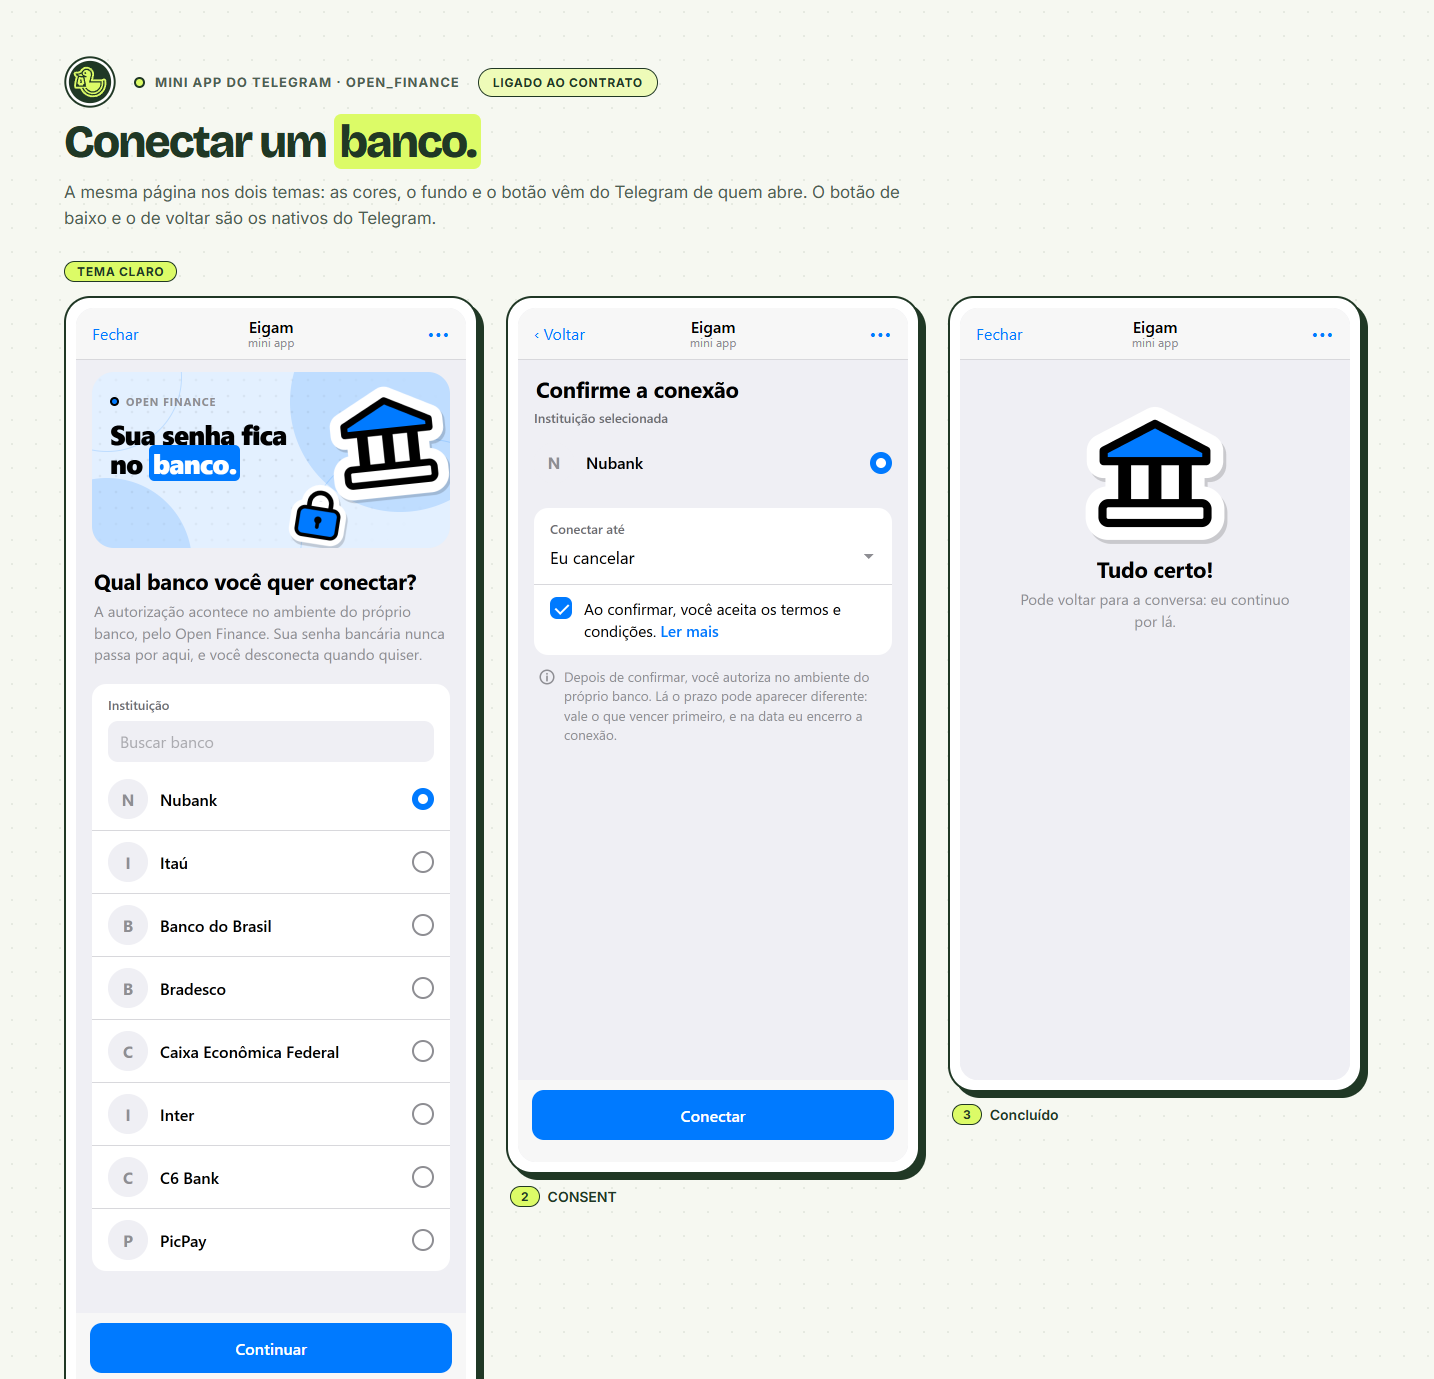 MINI APP DO TELEGRAM · OPEN_FINANCE
LIGADO AO CONTRATO
Conectar um banco.
A mesma página nos dois temas: as cores, o fundo e o botão vêm do Telegram de quem abre. O botão de
baixo e o de voltar são os nativos do Telegram.
TEMA CLARO
Fechar
Eigam
mini app
OPEN FINANCE
Sua senha fica
no banco.
Qual banco você quer conectar?
A autorização acontece no ambiente do próprio
banco, pelo Open Finance. Sua senha bancária nunca
passa por aqui, e você desconecta quando quiser.
Instituição
Buscar banco
N Nubank
I Itaú
B Banco do Brasil
B Bradesco
C Caixa Econômica Federal
I Inter
C C6 Bank
P PicPay
Continuar
‹ Voltar
Eigam
mini app
Confirme a conexão
Instituição selecionada
N Nubank
Conectar até
Eu cancelar
Ao confirmar, você aceita os termos e
condições. Ler mais
Depois de confirmar, você autoriza no ambiente do
próprio banco. Lá o prazo pode aparecer diferente:
vale o que vencer primeiro, e na data eu encerro a
conexão.
Conectar
2 CONSENT
Fechar
Eigam
mini app
Tudo certo!
Pode voltar para a conversa: eu continuo
por lá.
3 Concluído